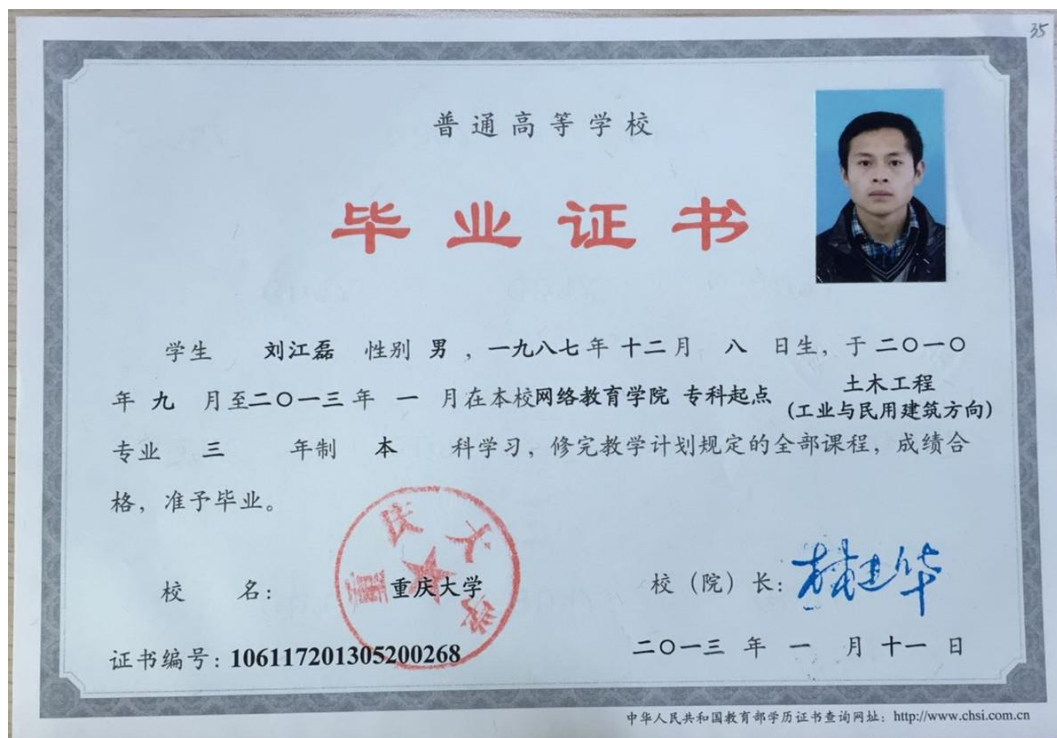 35
普通高等学校
毕业证书
学生 刘江磊 性别 男 ，一九八七年 十二月 八 日生，于二〇一〇
年 九 月至二〇一三年 一 月在本校网络教育学院 专科起点 土木工程
(工业与民用建筑方向)
专业 三 年制 本 科学习，修完教学计划规定的全部课程，成绩合
格，准予毕业。
重庆大学
校 名： 重庆大学 校（院）长：
证书编号：106117201305200268 二〇一三 年 一 月 十一 日
中华人民共和国教育部学历证书查询网址：http://www.chsi.com.cn